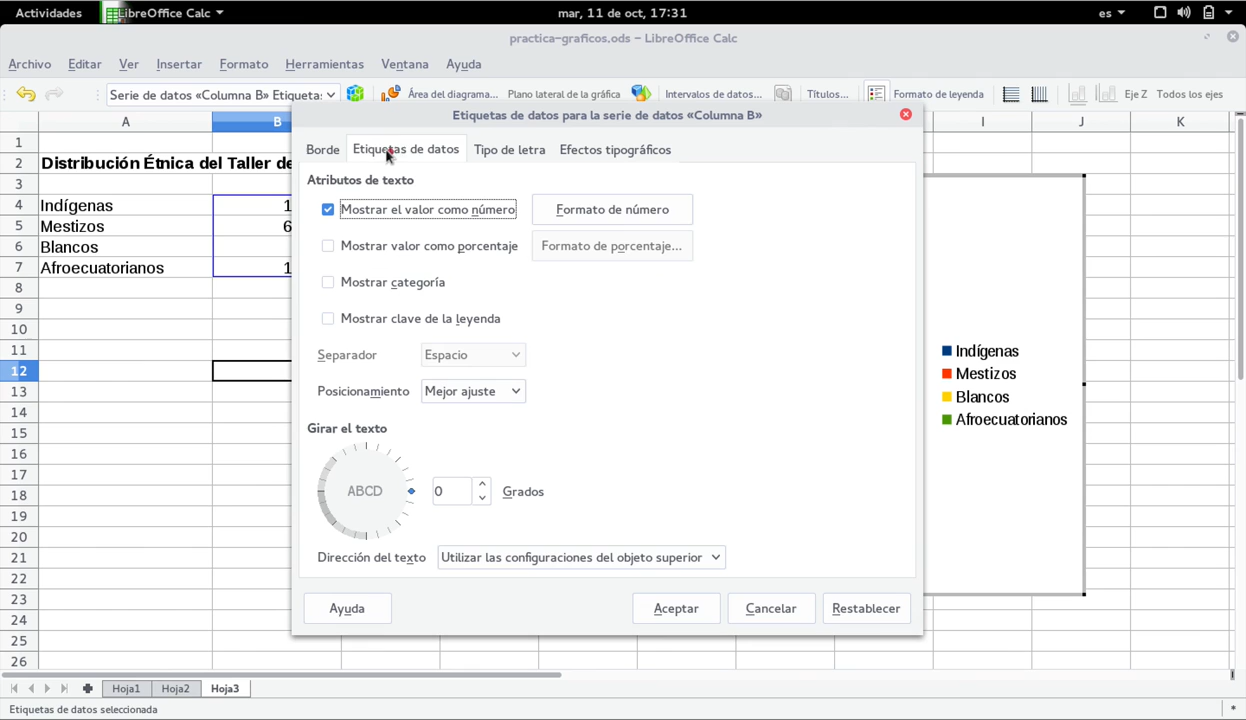 Actividades LibreOffice Calc mar, 11 de oct, 17:31 es
practica-graficos.ods – LibreOffice Calc
Archivo Editar Ver Insertar Formato Herramientas Ventana Ayuda
Serie de datos «Columna B» Etiquetas Área del diagrama... Plano lateral de la gráfica Intervalos de datos... Títulos... Formato de leyenda Eje Z Todos los ejes
A B I J K
Etiquetas de datos para la serie de datos «Columna B»
1
Borde Etiquetas de datos Tipo de letra Efectos tipográficos
2 Distribución Étnica del Taller de
3
Atributos de texto
4 Indígenas 1
Mostrar el valor como número Formato de número
5 Mestizos 6
6 Blancos
Mostrar valor como porcentaje Formato de porcentaje...
7 Afroecuatorianos 1
8
Mostrar categoría
9
10
Mostrar clave de la leyenda
11
Separador Espacio
Indígenas
12
Mestizos
13
Posicionamiento Mejor ajuste
Blancos
14
Afroecuatorianos
15
Girar el texto
16
17
18
ABCD 0 Grados
19
20
21
Dirección del texto Utilizar las configuraciones del objeto superior
22
23
Ayuda Aceptar Cancelar Restablecer
24
25
26
Hoja1 Hoja2 Hoja3
Etiquetas de datos seleccionada *